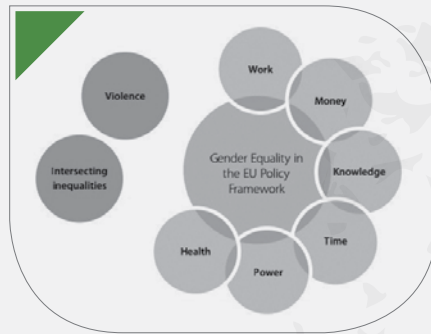 Work
Violence
Money
Gender Equality in
the EU Policy
Framework
Intersecting
inequalities
Knowledge
Time
Health
Power